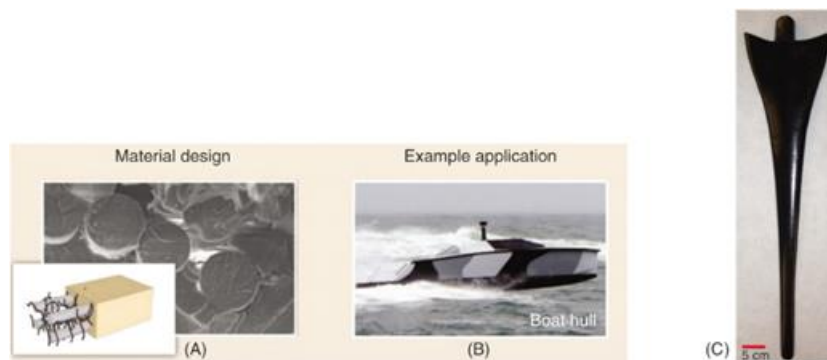 Material design
Example application
Boat hull
(A)
(B)
(C)
5 cm